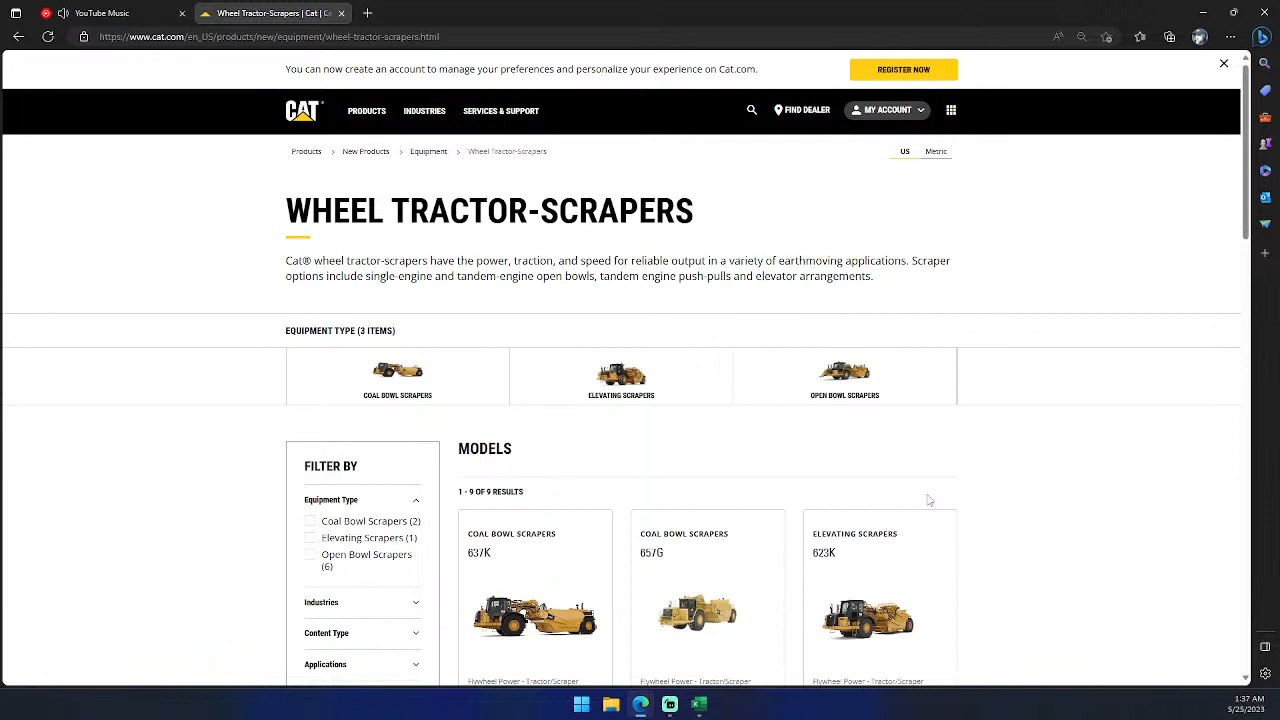 YouTube Music
Wheel Tractor-Scrapers | Cat | C
https://www.cat.com/en_US/products/new/equipment/wheel-tractor-scrapers.html
You can now create an account to manage your preferences and personalize your experience on Cat.com.
REGISTER NOW
CAT
PRODUCTS
INDUSTRIES
SERVICES & SUPPORT
FIND DEALER
MY ACCOUNT
Products
New Products
Equipment
Wheel Tractor-Scrapers
US
Metric
WHEEL TRACTOR-SCRAPERS
Cat® wheel tractor-scrapers have the power, traction, and speed for reliable output in a variety of earthmoving applications. Scraper
options include single-engine and tandem-engine open bowls, tandem engine push-pulls and elevator arrangements.
EQUIPMENT TYPE (3 ITEMS)
COAL BOWL SCRAPERS
ELEVATING SCRAPERS
OPEN BOWL SCRAPERS
FILTER BY
Equipment Type
Coal Bowl Scrapers (2)
Elevating Scrapers (1)
Open Bowl Scrapers
(6)
Industries
Content Type
Applications
MODELS
1 - 9 OF 9 RESULTS
COAL BOWL SCRAPERS
637K
Flywheel Power - Tractor/Scraper
COAL BOWL SCRAPERS
657G
Flywheel Power - Tractor/Scraper
ELEVATING SCRAPERS
623K
Flywheel Power - Tractor/Scraper
1:37 AM
5/25/2023